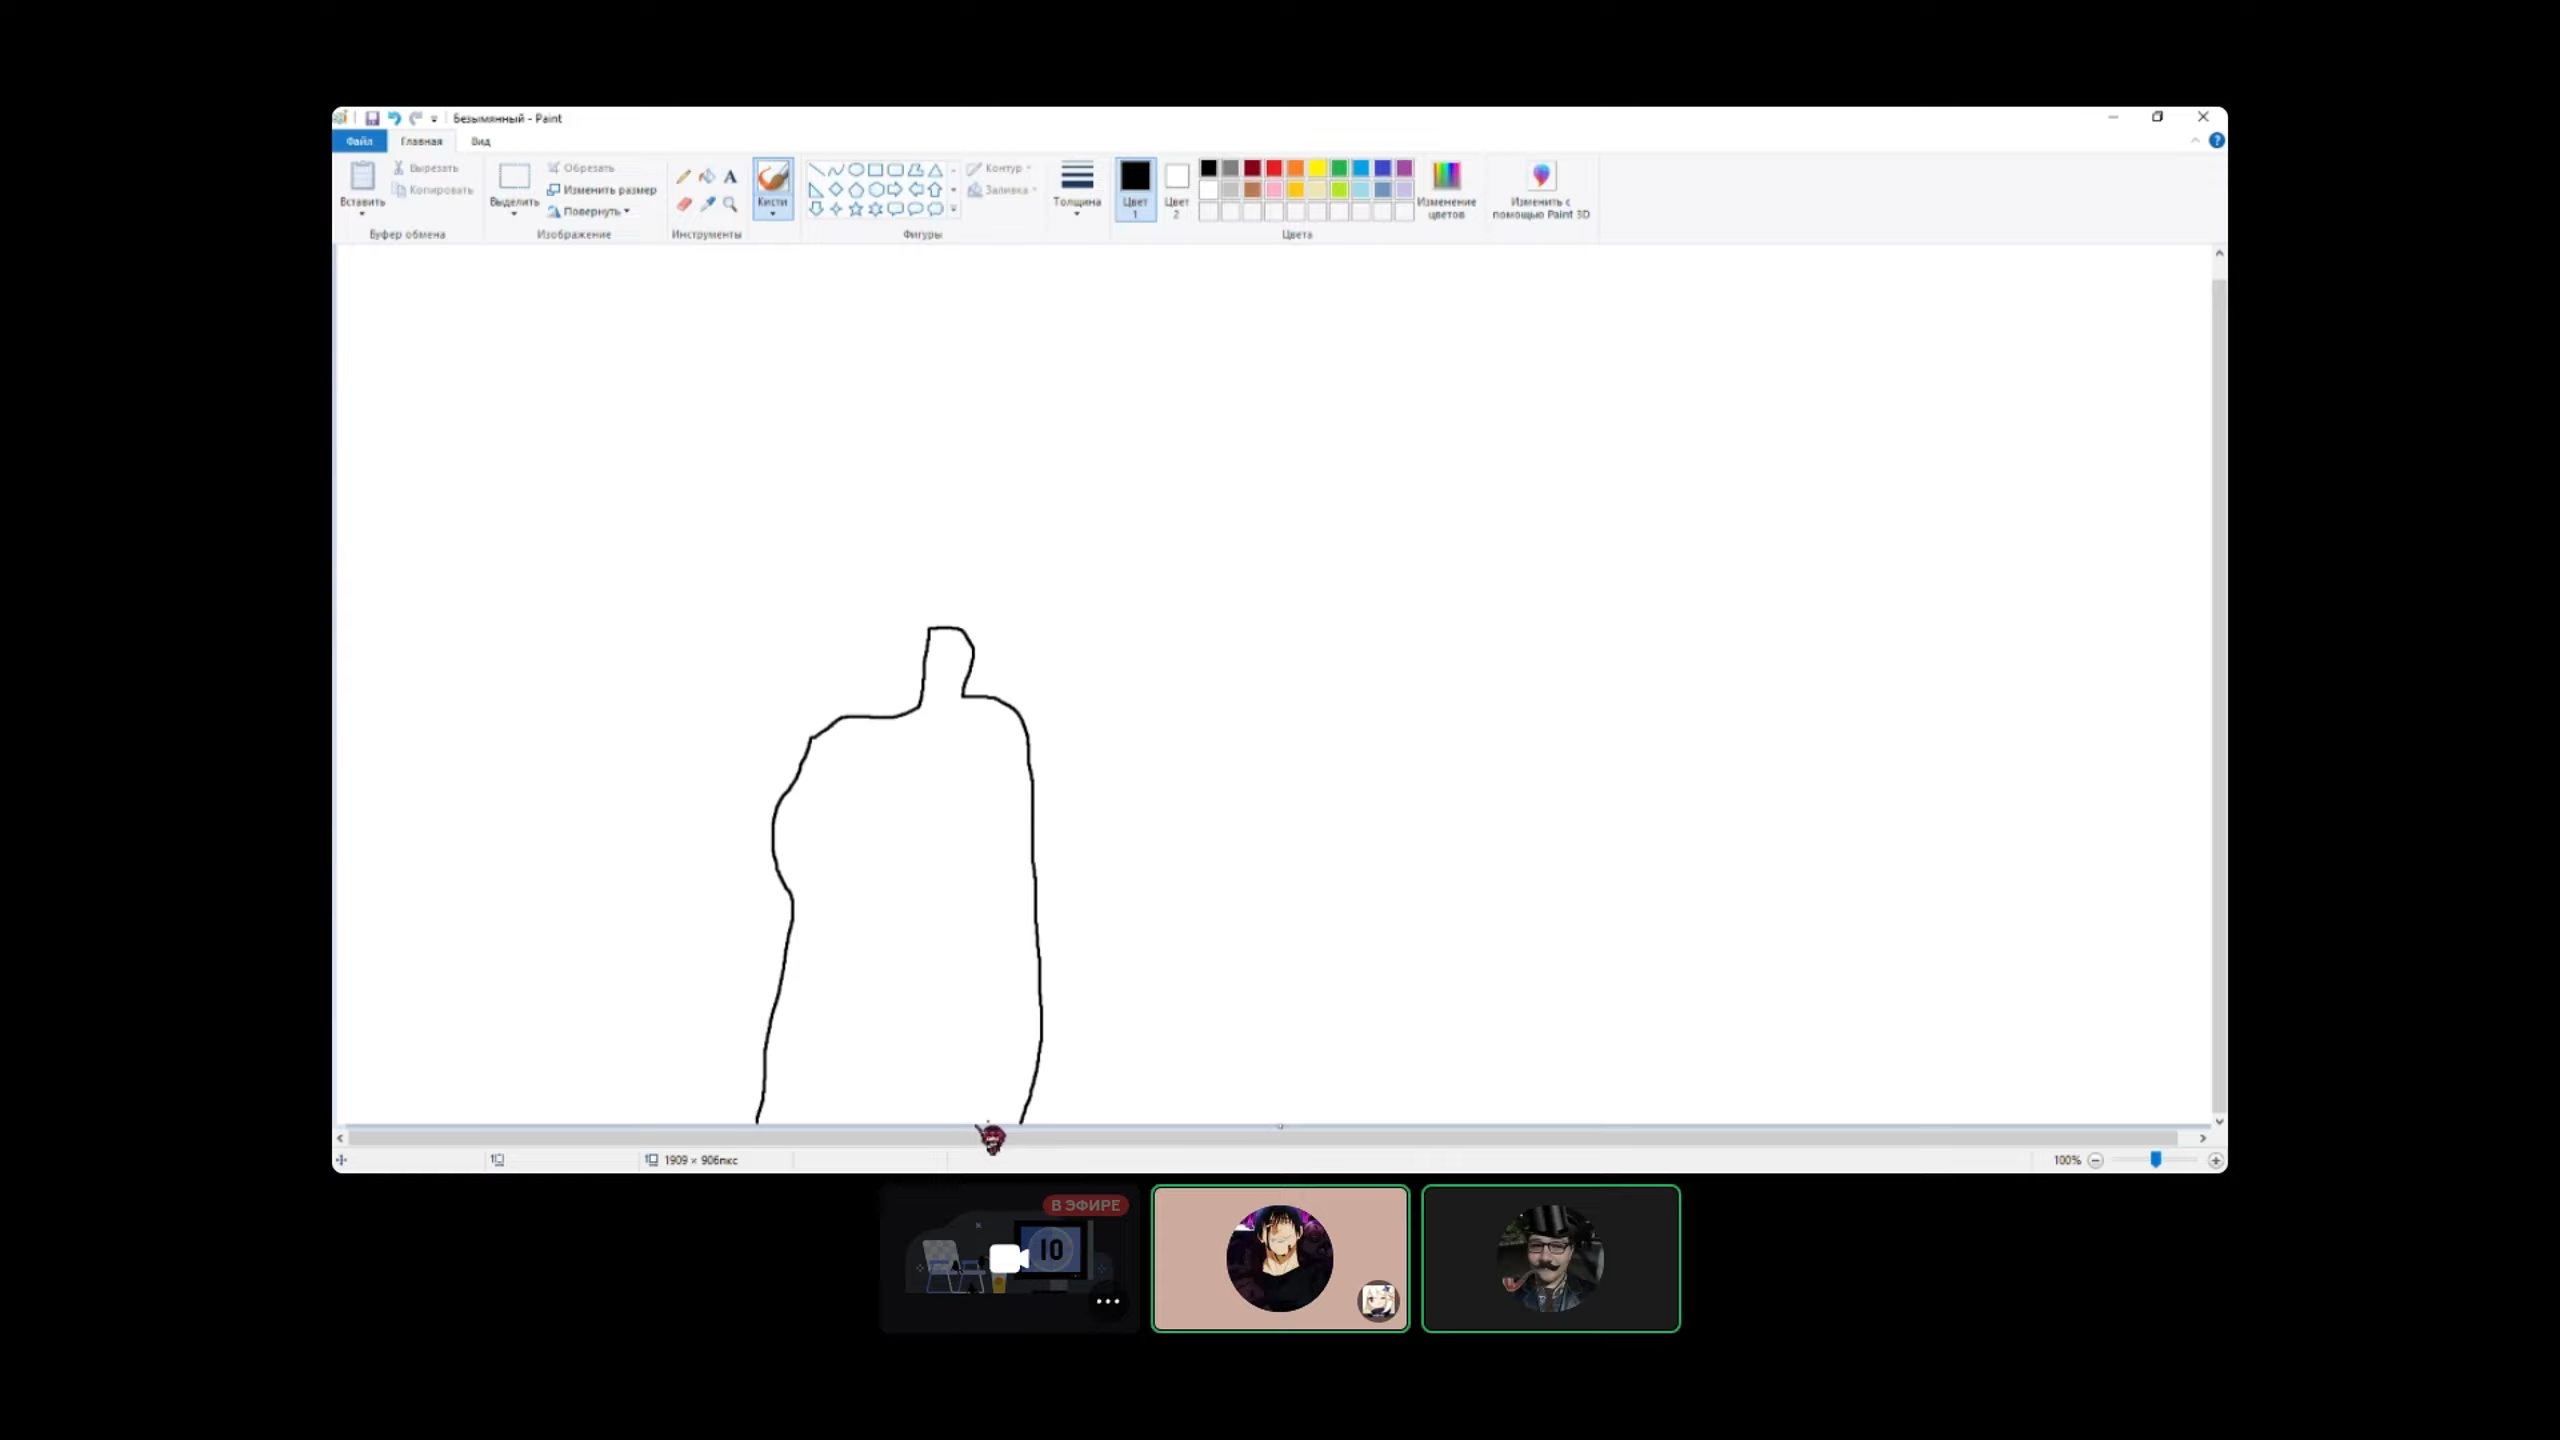 Безымянный - Paint
Файл Главная Вид
Вставить
Вырезать
Копировать
Буфер обмена
Выделить
Обрезать
Изменить размер
Повернуть
Изображение
A
Инструменты
Кисти
Контур
Заливка
Фигуры
Толщина
Цвет 1
Цвет 2
Изменение цветов
Цвета
Изменить с помощью Paint 3D
1909 × 906пкс
100%
В ЭФИРЕ
10